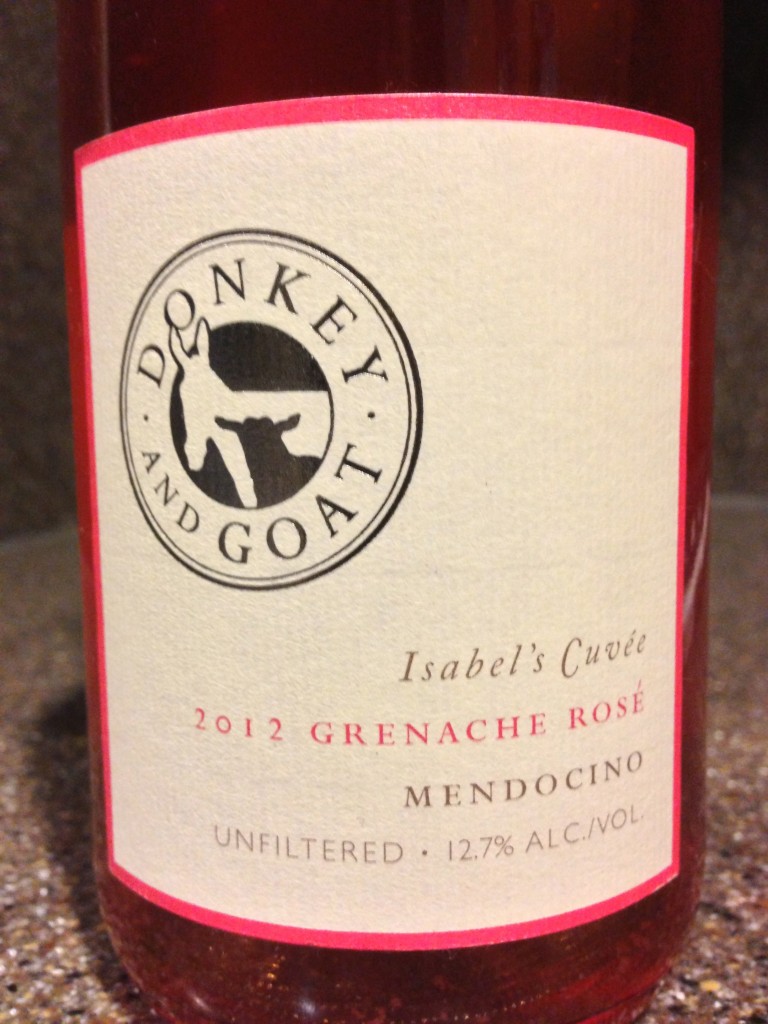 DONKEY
AND GOAT
Isabel's Cuvée
2012 GRENACHE ROSÉ
MENDOCINO
UNFILTERED • 12.7% ALC./VOL.